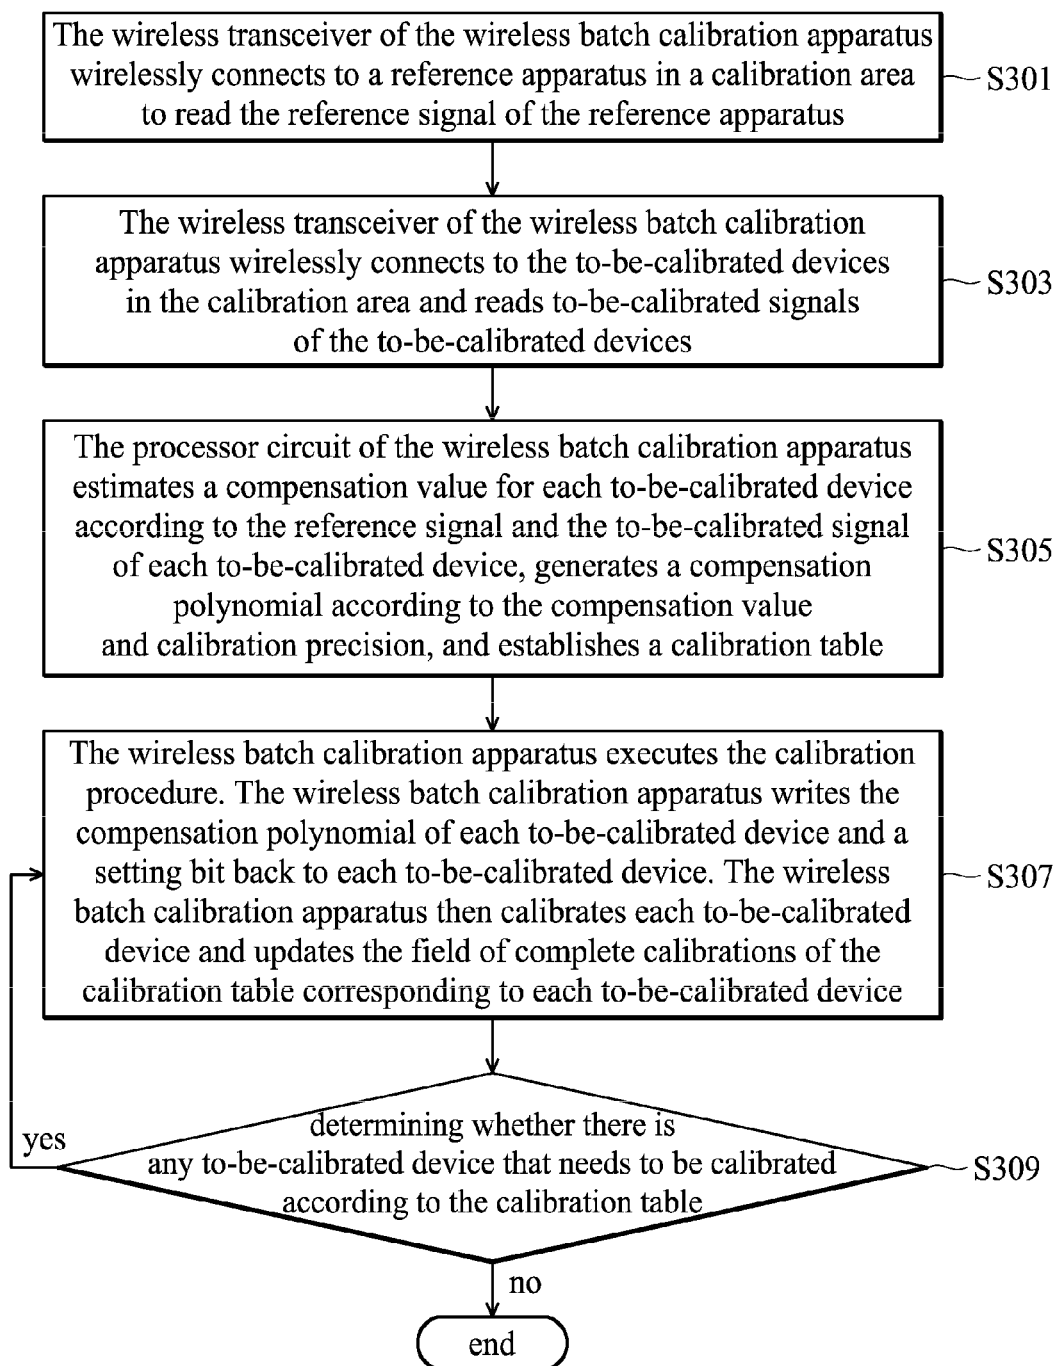 The wireless transceiver of the wireless batch calibration apparatus
wirelessly connects to a reference apparatus in a calibration area
to read the reference signal of the reference apparatus
S301
The wireless transceiver of the wireless batch calibration
apparatus wirelessly connects to the to-be-calibrated devices
in the calibration area and reads to-be-calibrated signals
of the to-be-calibrated devices
S303
The processor circuit of the wireless batch calibration apparatus
estimates a compensation value for each to-be-calibrated device
according to the reference signal and the to-be-calibrated signal
of each to-be-calibrated device, generates a compensation
polynomial according to the compensation value
and calibration precision, and establishes a calibration table
S305
The wireless batch calibration apparatus executes the calibration
procedure. The wireless batch calibration apparatus writes the
compensation polynomial of each to-be-calibrated device and a
setting bit back to each to-be-calibrated device. The wireless
batch calibration apparatus then calibrates each to-be-calibrated
device and updates the field of complete calibrations of the
calibration table corresponding to each to-be-calibrated device
S307
determining whether there is
any to-be-calibrated device that needs to be calibrated
according to the calibration table
S309
yes
no
end